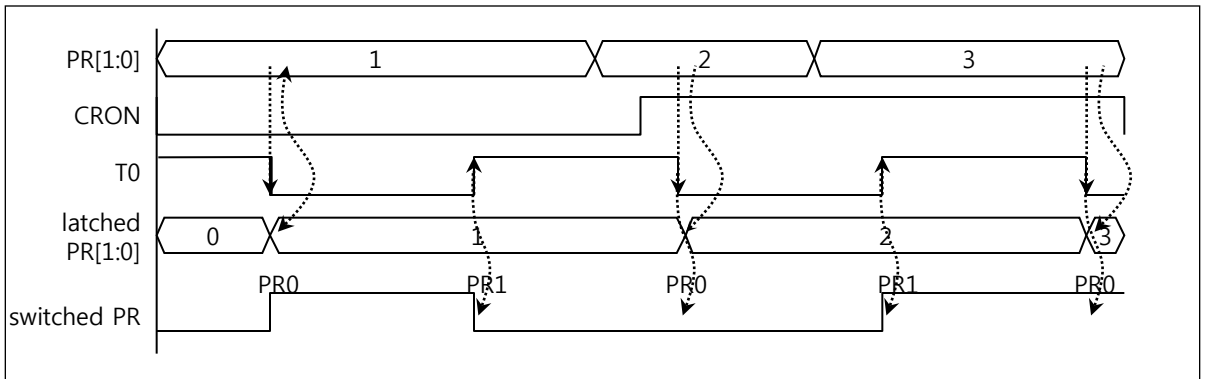 PR[1:0]
1
2
3
CRON
T0
latched
PR[1:0]
0
1
2
3
PR0
PR1
PR0
PR1
PR0
switched PR